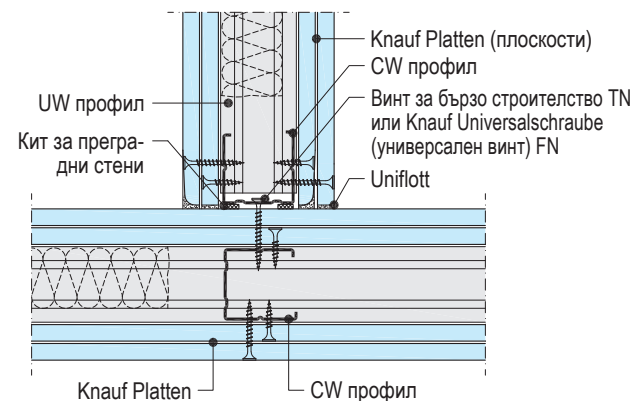 Knauf Platten (плоскости)
CW профил
UW профил
Винт за бързо строителство TN
или Knauf Universalschraube
(универсален винт) FN
Кит за прегра-
дни стени
Uniflott
Knauf Platten
CW профил